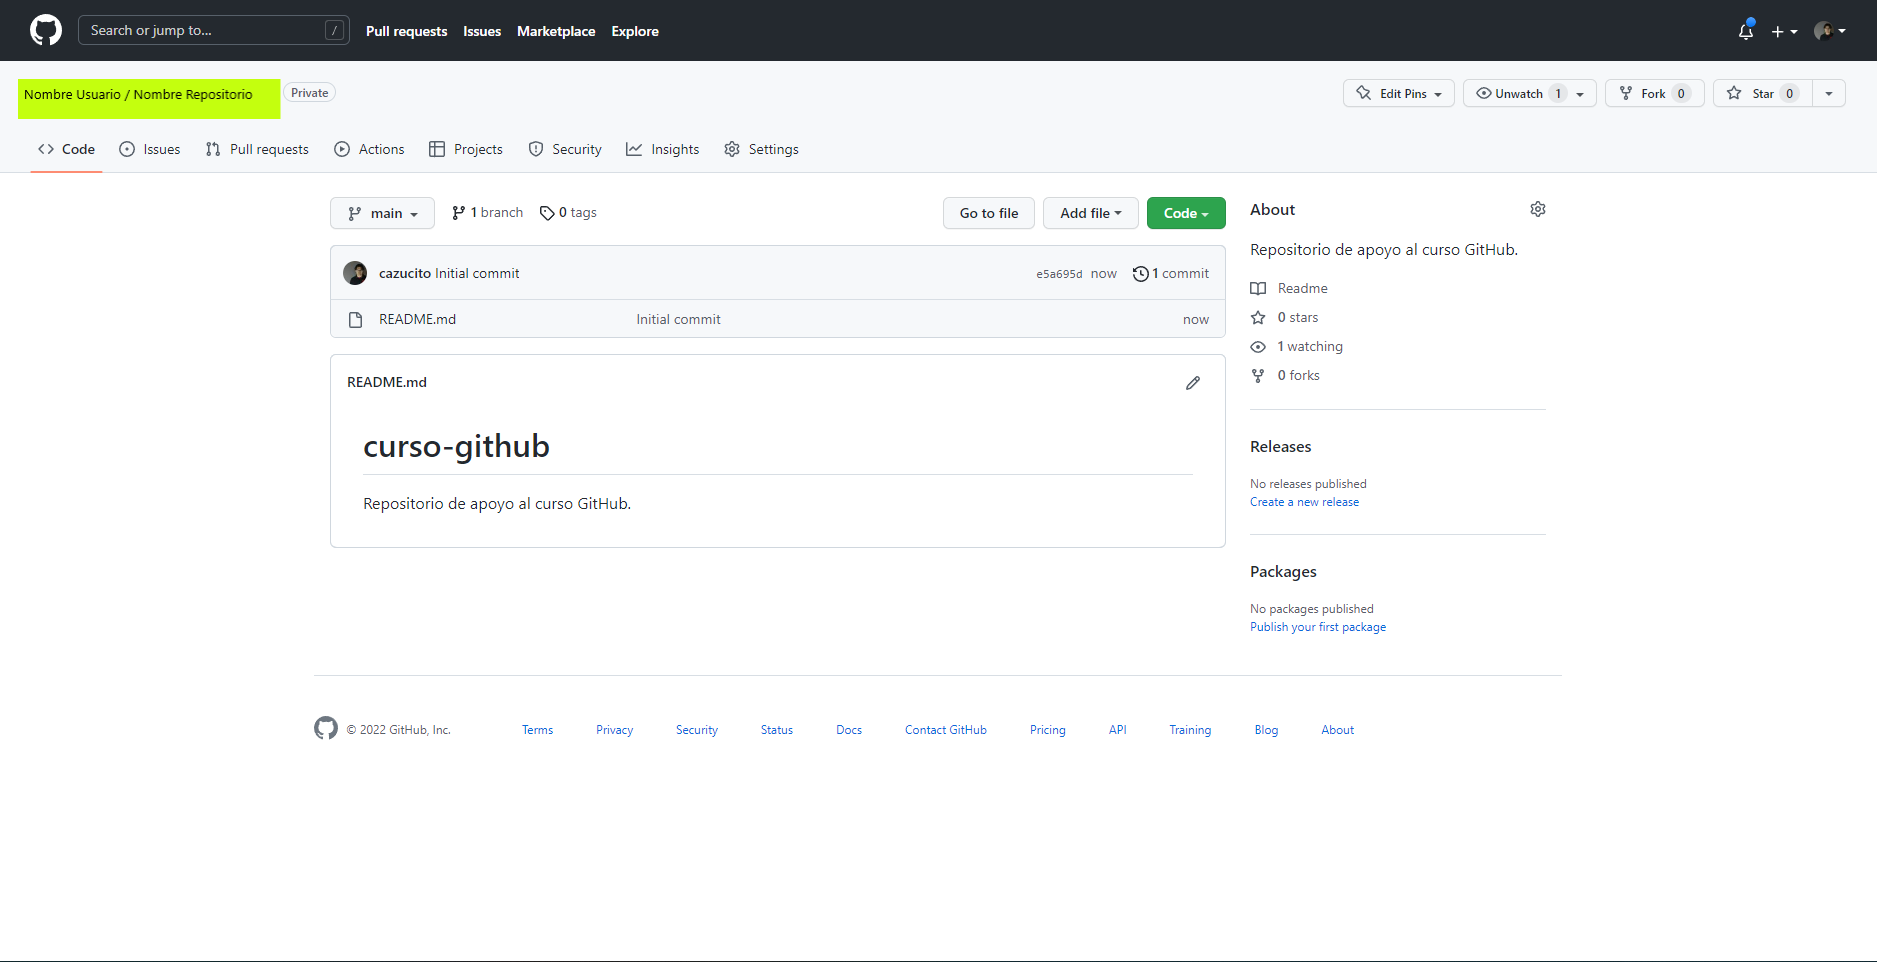 Search or jump to... /
Pull requests Issues Marketplace Explore
Nombre Usuario / Nombre Repositorio Private
Edit Pins Unwatch 1 Fork 0 Star 0
Code Issues Pull requests Actions Projects Security Insights Settings
main 1 branch 0 tags Go to file Add file Code
cazucito Initial commit e5a695d now 1 commit
README.md Initial commit now
README.md
curso-github
Repositorio de apoyo al curso GitHub.
About
Repositorio de apoyo al curso GitHub.
Readme
0 stars
1 watching
0 forks
Releases
No releases published
Create a new release
Packages
No packages published
Publish your first package
© 2022 GitHub, Inc. Terms Privacy Security Status Docs Contact GitHub Pricing API Training Blog About